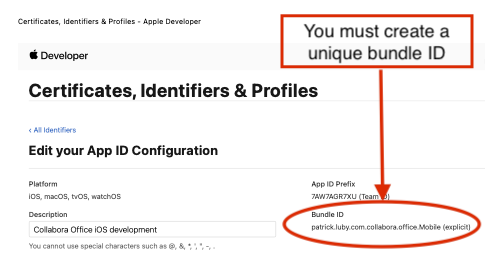 Certificates, Identifiers & Profiles - Apple Developer
You must create a
unique bundle ID
Developer
Certificates, Identifiers & Profiles
‹ All Identifiers
Edit your App ID Configuration
Platform
iOS, macOS, tvOS, watchOS
App ID Prefix
7AW7AGR7XU (Team ID)
Description
Collabora Office iOS development
You cannot use special characters such as @, &, *, ', ", -, .
Bundle ID
patrick.luby.com.collabora.office.Mobile (explicit)